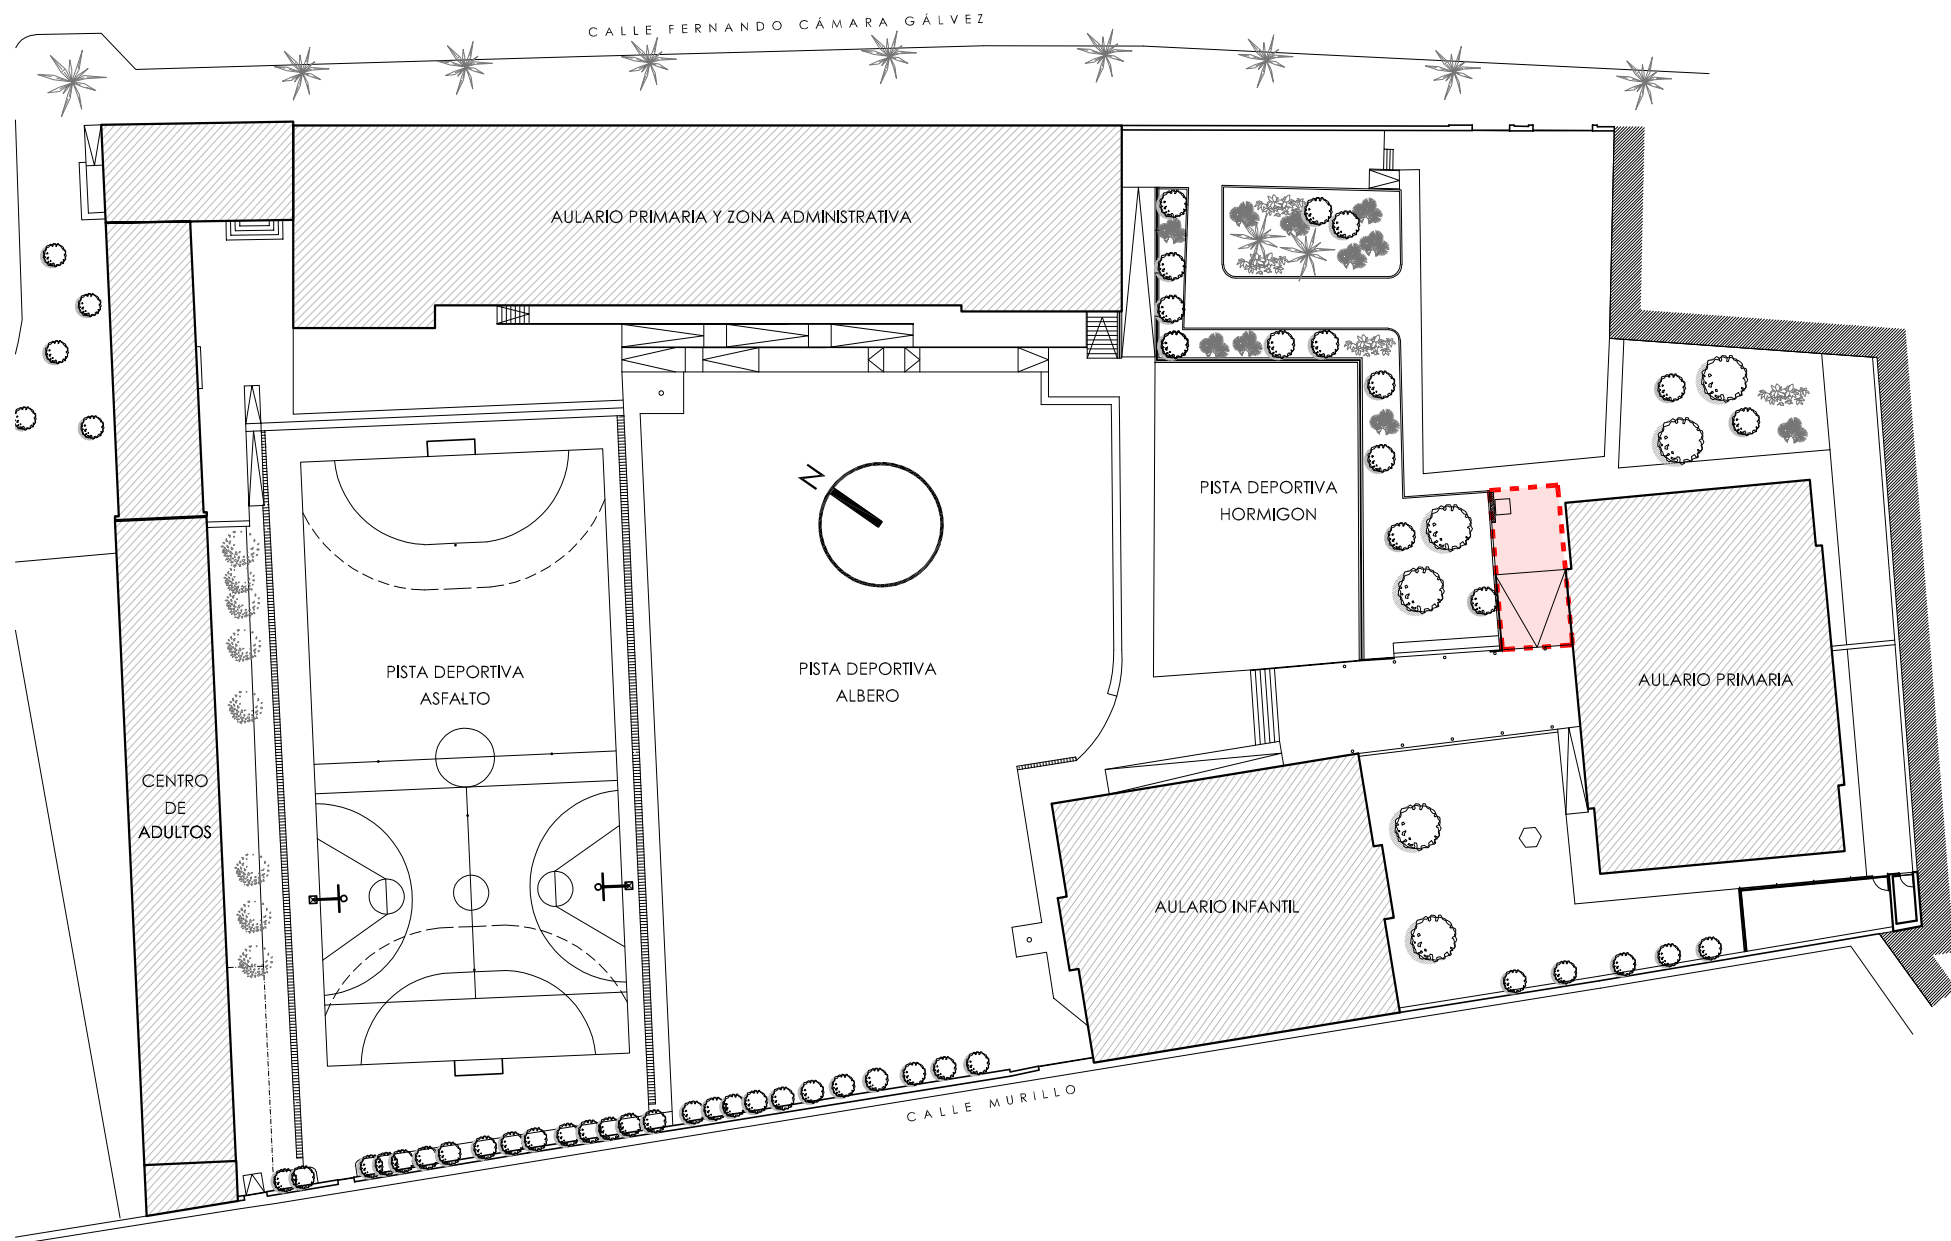 CALLE FERNANDO CÁMARA GÁLVEZ
AULARIO PRIMARIA Y ZONA ADMINISTRATIVA
N
PISTA DEPORTIVA
HORMIGON
PISTA DEPORTIVA
ASFALTO
PISTA DEPORTIVA
ALBERO
AULARIO PRIMARIA
CENTRO
DE
ADULTOS
AULARIO INFANTIL
CALLE MURILLO